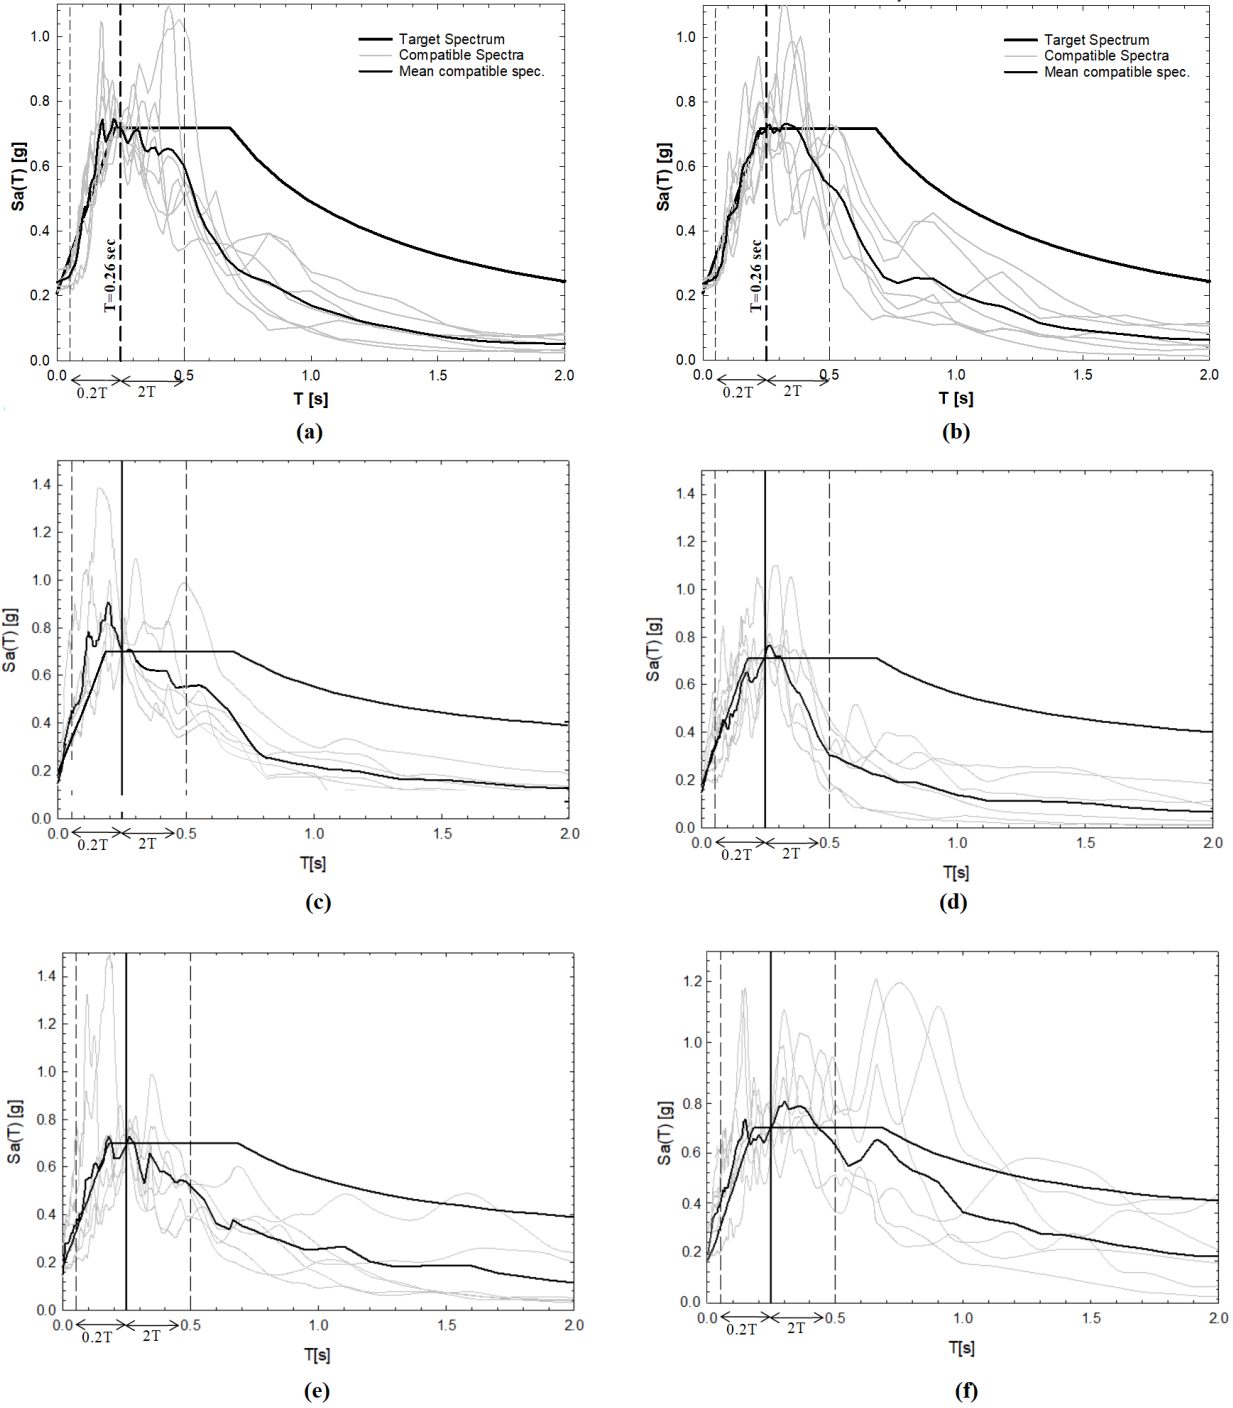 1.0
0.8
0.6
0.4
0.2
0.0
Sa(T) [g]
Target Spectrum
Compatible Spectra
Mean compatible spec.
T=0.26 sec
0.0 0.5 1.0 1.5 2.0
0.2T 2T
T [s]
(a)
1.0
0.8
0.6
0.4
0.2
0.0
Sa(T) [g]
Target Spectrum
Compatible Spectra
Mean compatible spec.
T=0.26 sec
0.0 0.5 1.0 1.5 2.0
0.2T 2T
T [s]
(b)
1.4
1.2
1.0
0.8
0.6
0.4
0.2
0.0
Sa(T) [g]
0.0 0.5 1.0 1.5 2.0
0.2T 2T
T[s]
(c)
1.4
1.2
1.0
0.8
0.6
0.4
0.2
0.0
Sa(T) [g]
0.0 0.5 1.0 1.5 2.0
0.2T 2T
T[s]
(d)
1.4
1.2
1.0
0.8
0.6
0.4
0.2
0.0
Sa(T) [g]
0.0 0.5 1.0 1.5 2.0
0.2T 2T
T[s]
(e)
1.2
1.0
0.8
0.6
0.4
0.2
0.0
Sa(T) [g]
0.0 0.5 1.0 1.5 2.0
0.2T 2T
T[s]
(f)